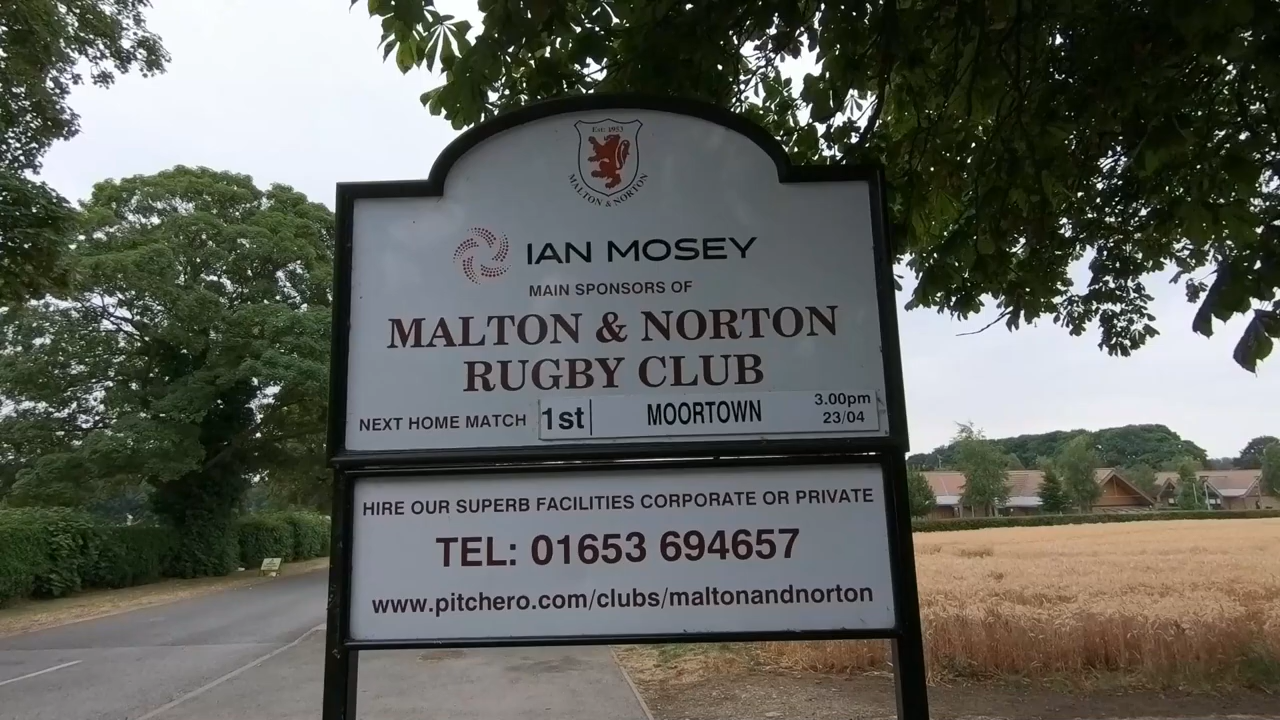 Est: 1953
MALTON & NORTON
IAN MOSEY
MAIN SPONSORS OF
MALTON & NORTON
RUGBY CLUB
NEXT HOME MATCH 1st MOORTOWN 3.00pm 23/04
HIRE OUR SUPERB FACILITIES CORPORATE OR PRIVATE
TEL: 01653 694657
www.pitchero.com/clubs/maltonandnorton